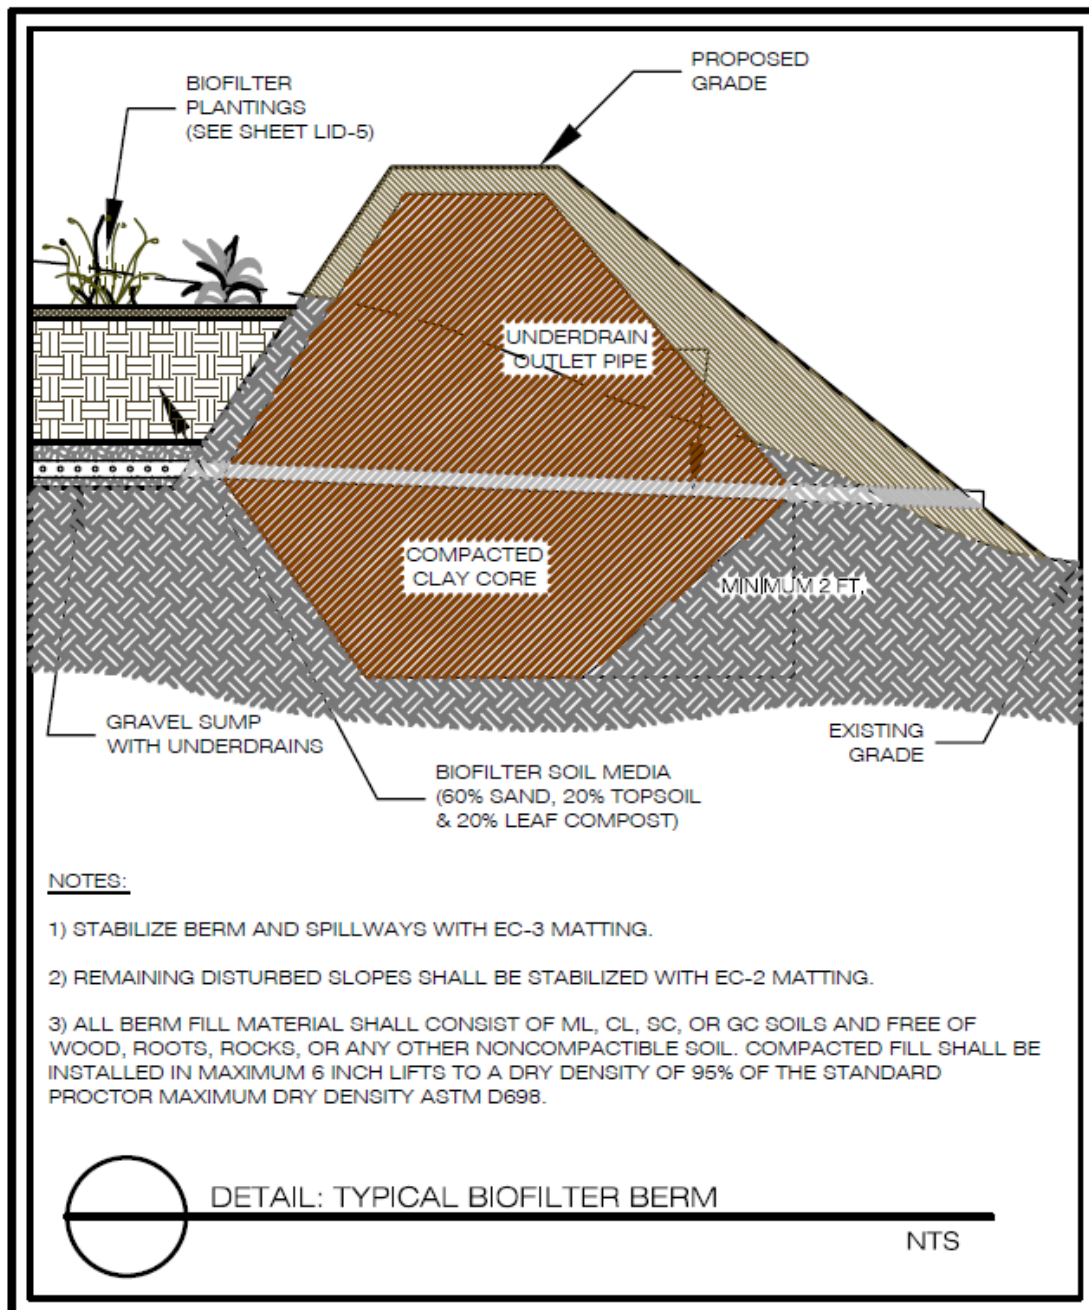 PROPOSED
GRADE
BIOFILTER
PLANTINGS
(SEE SHEET LID-5)
UNDERDRAIN
OUTLET PIPE
COMPACTED
CLAY CORE
MINIMUM 2 FT.
GRAVEL SUMP
WITH UNDERDRAINS
EXISTING
GRADE
BIOFILTER SOIL MEDIA
(60% SAND, 20% TOPSOIL
& 20% LEAF COMPOST)
NOTES:
1) STABILIZE BERM AND SPILLWAYS WITH EC-3 MATTING.
2) REMAINING DISTURBED SLOPES SHALL BE STABILIZED WITH EC-2 MATTING.
3) ALL BERM FILL MATERIAL SHALL CONSIST OF ML, CL, SC, OR GC SOILS AND FREE OF
WOOD, ROOTS, ROCKS, OR ANY OTHER NONCOMPACTIBLE SOIL. COMPACTED FILL SHALL BE
INSTALLED IN MAXIMUM 6 INCH LIFTS TO A DRY DENSITY OF 95% OF THE STANDARD
PROCTOR MAXIMUM DRY DENSITY ASTM D698.
DETAIL: TYPICAL BIOFILTER BERM
NTS